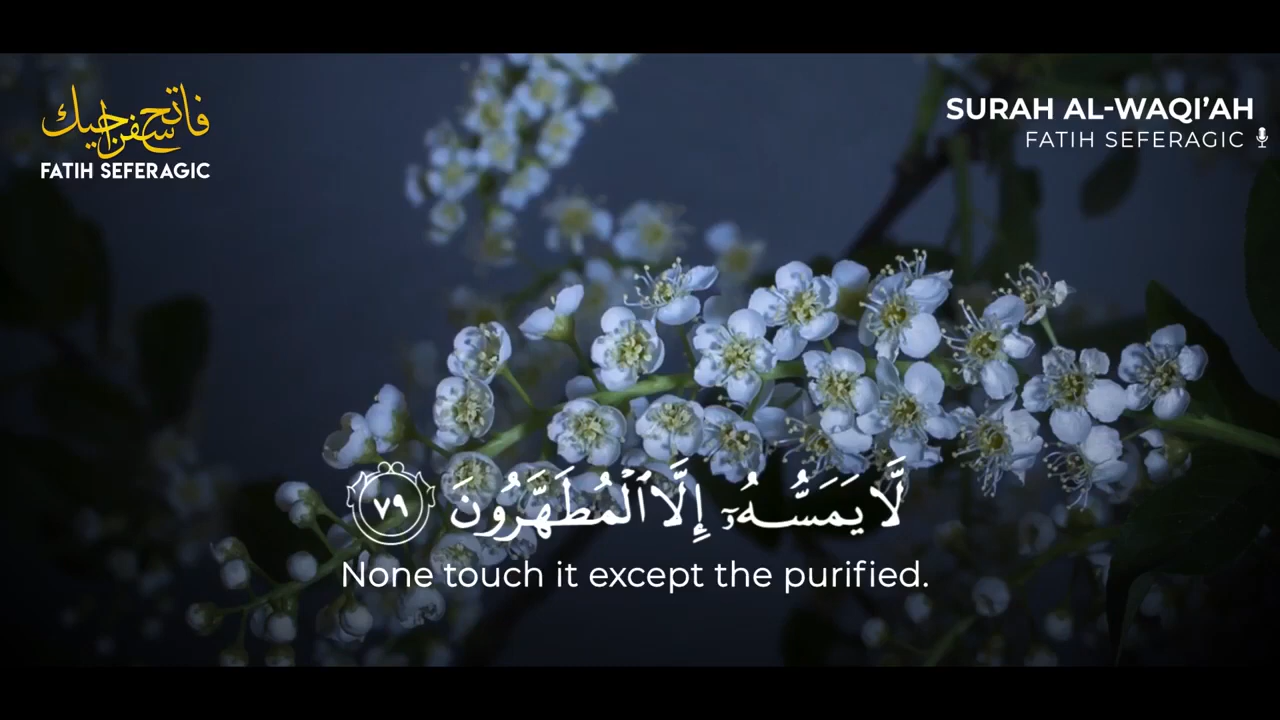 فاتح سفراجيك
FATIH SEFERAGIC
SURAH AL-WAQI'AH
FATIH SEFERAGIC
لَّا يَمَسُّهُۥٓ إِلَّا ٱلْمُطَهَّرُونَ ٧٩
None touch it except the purified.